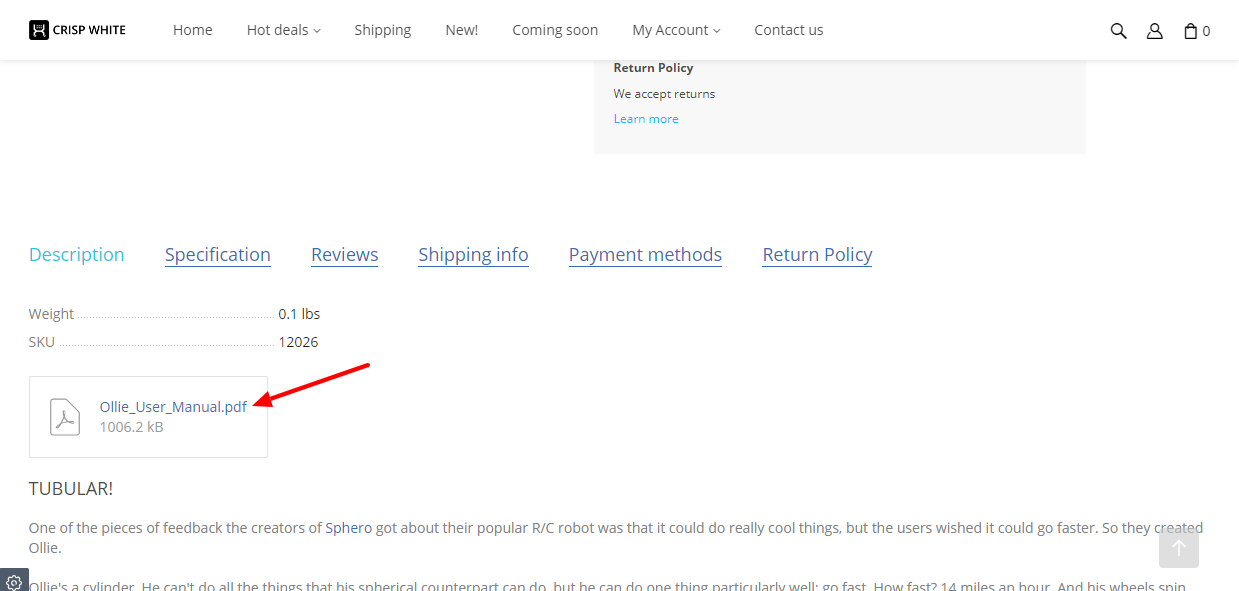 CRISP WHITE Home Hot deals Shipping New! Coming soon My Account Contact us 0
Return Policy
We accept returns
Learn more
Description Specification Reviews Shipping info Payment methods Return Policy
Weight 0.1 lbs
SKU 12026
Ollie_User_Manual.pdf
1006.2 kB
TUBULAR!
One of the pieces of feedback the creators of Sphero got about their popular R/C robot was that it could do really cool things, but the users wished it could go faster. So they created
Ollie.
Ollie's a cylinder. He can't do all the things that his spherical counterpart can do, but he can do one thing particularly well: go fast. How fast? 14 miles an hour. And his wheels spin